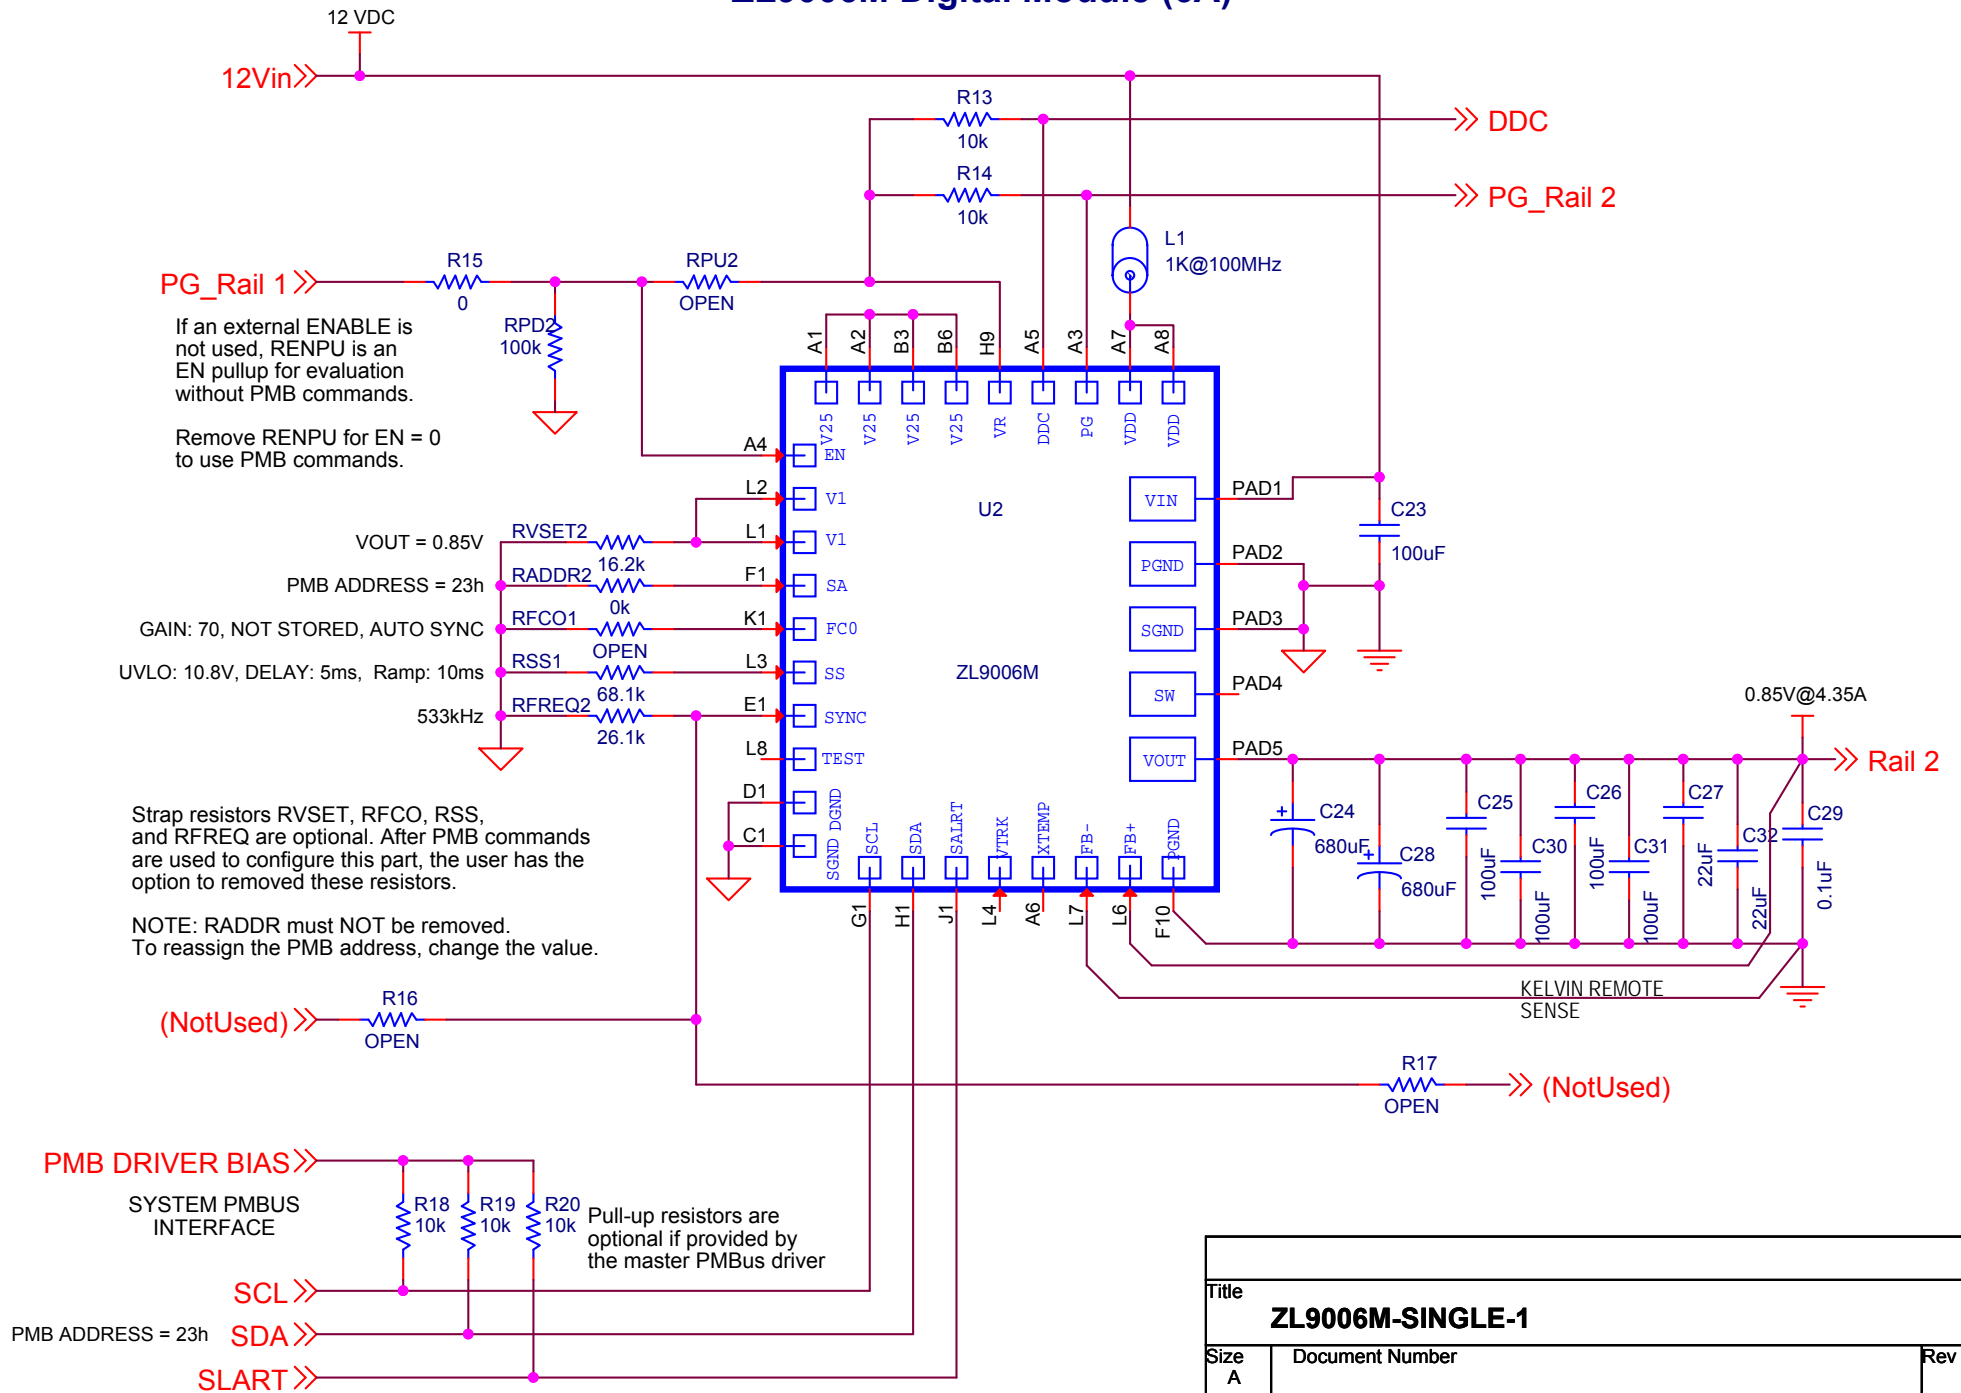 12 VDC
12Vin
R13
10k
DDC
R14
10k
PG_Rail 2
L1
1K@100MHz
PG_Rail 1
R15
0
RPU2
OPEN
RPD2
100k
If an external ENABLE is
not used, RENPU is an
EN pullup for evaluation
without PMB commands.
Remove RENPU for EN = 0
to use PMB commands.
A1
A2
B3
B6
H9
A5
A3
A7
A8
V25
V25
V25
V25
VR
DDC
PG
VDD
VDD
A4
EN
L2
V1
L1
V1
F1
SA
K1
FC0
L3
SS
E1
SYNC
L8
TEST
D1
DGND
C1
SGND
U2
ZL9006M
VIN
PAD1
PGND
PAD2
SGND
PAD3
SW
PAD4
VOUT
PAD5
C23
100uF
VOUT = 0.85V
RVSET2
16.2k
PMB ADDRESS = 23h
RADDR2
0k
GAIN: 70, NOT STORED, AUTO SYNC
RFCO1
OPEN
UVLO: 10.8V, DELAY: 5ms, Ramp: 10ms
RSS1
68.1k
533kHz
RFREQ2
26.1k
SCL
SDA
SALRT
VTRK
XTEMP
FB-
FB+
PGND
G1
H1
J1
L4
A6
L7
L6
F10
0.85V@4.35A
Rail 2
C24
680uF
C28
680uF
C25
100uF
C30
100uF
C26
100uF
C31
100uF
C27
22uF
C32
22uF
C29
0.1uF
KELVIN REMOTE
SENSE
Strap resistors RVSET, RFCO, RSS,
and RFREQ are optional. After PMB commands
are used to configure this part, the user has the
option to removed these resistors.
NOTE: RADDR must NOT be removed.
To reassign the PMB address, change the value.
(NotUsed)
R16
OPEN
R17
OPEN
(NotUsed)
PMB DRIVER BIAS
SYSTEM PMBUS
INTERFACE
R18
10k
R19
10k
R20
10k
Pull-up resistors are
optional if provided by
the master PMBus driver
SCL
PMB ADDRESS = 23h
SDA
SLART
Title
ZL9006M-SINGLE-1
Size
A
Document Number
Rev